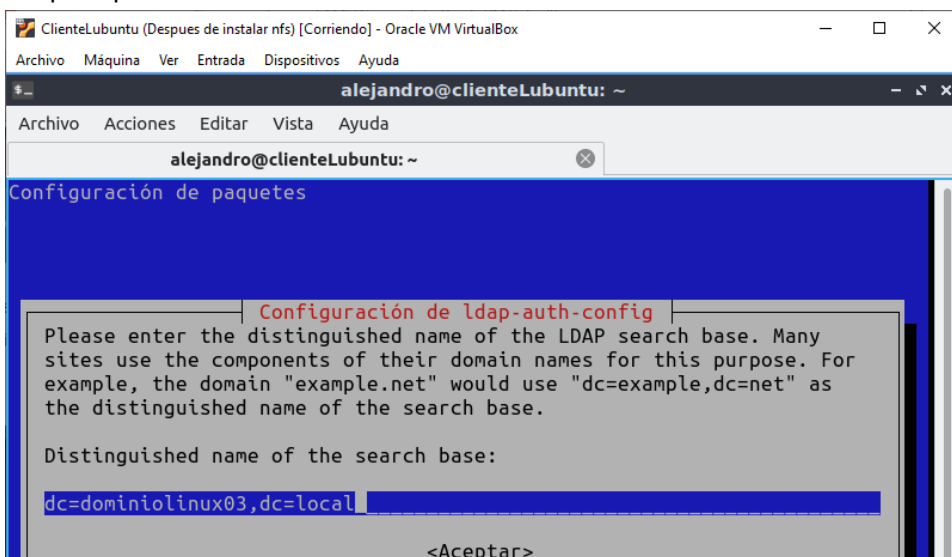 ClienteLubuntu (Despues de instalar nfs) [Corriendo] - Oracle VM VirtualBox
Archivo Máquina Ver Entrada Dispositivos Ayuda
alejandro@clienteLubuntu: ~
Archivo Acciones Editar Vista Ayuda
alejandro@clienteLubuntu: ~
Configuración de paquetes
Configuración de ldap-auth-config
Please enter the distinguished name of the LDAP search base. Many
sites use the components of their domain names for this purpose. For
example, the domain "example.net" would use "dc=example,dc=net" as
the distinguished name of the search base.
Distinguished name of the search base:
dc=dominiolinux03,dc=local
<Aceptar>